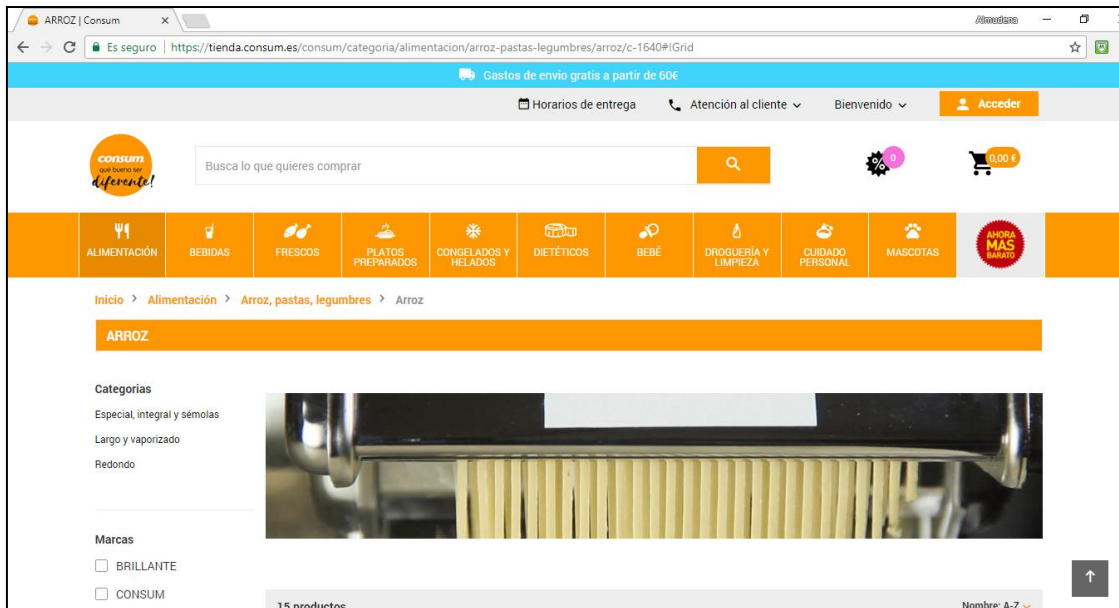 ARROZ | Consum
Almudena
Es seguro | https://tienda.consum.es/consum/categoria/alimentacion/arroz-pastas-legumbres/arroz/c-1640#!Grid
Gastos de envío gratis a partir de 60€
Horarios de entrega
Atención al cliente
Bienvenido
Acceder
consum
qué bueno ser
diferente!
Busca lo que quieres comprar
0
0,00 €
ALIMENTACIÓN
BEBIDAS
FRESCOS
PLATOS
PREPARADOS
CONGELADOS Y
HELADOS
DIETÉTICOS
BEBÉ
DROGUERÍA Y
LIMPIEZA
CUIDADO
PERSONAL
MASCOTAS
AHORA
MAS
BARATO
Inicio > Alimentación > Arroz, pastas, legumbres > Arroz
ARROZ
Categorias
Especial, integral y sémolas
Largo y vaporizado
Redondo
Marcas
BRILLANTE
CONSUM
15 productos
Nombre: A-Z